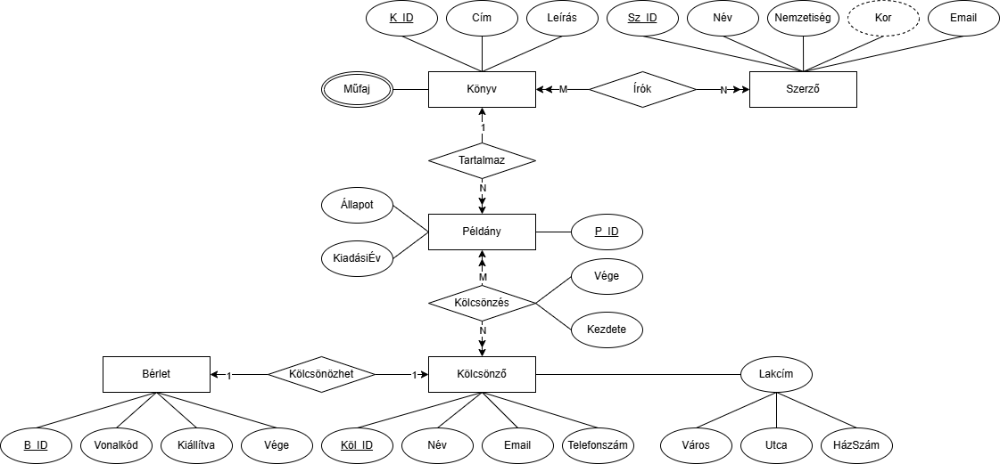 K_ID
Cím
Leírás
Sz_ID
Név
Nemzetiség
Kor
Email
Műfaj
Könyv
M
Írók
N
Szerző
1
Tartalmaz
N
Állapot
Példány
P_ID
KiadásiÉv
M
Vége
Kölcsönzés
N
Kezdete
Bérlet
1
Kölcsönözhet
1
Kölcsönző
Lakcím
B_ID
Vonalkód
Kiállítva
Vége
Köl_ID
Név
Email
Telefonszám
Város
Utca
HázSzám